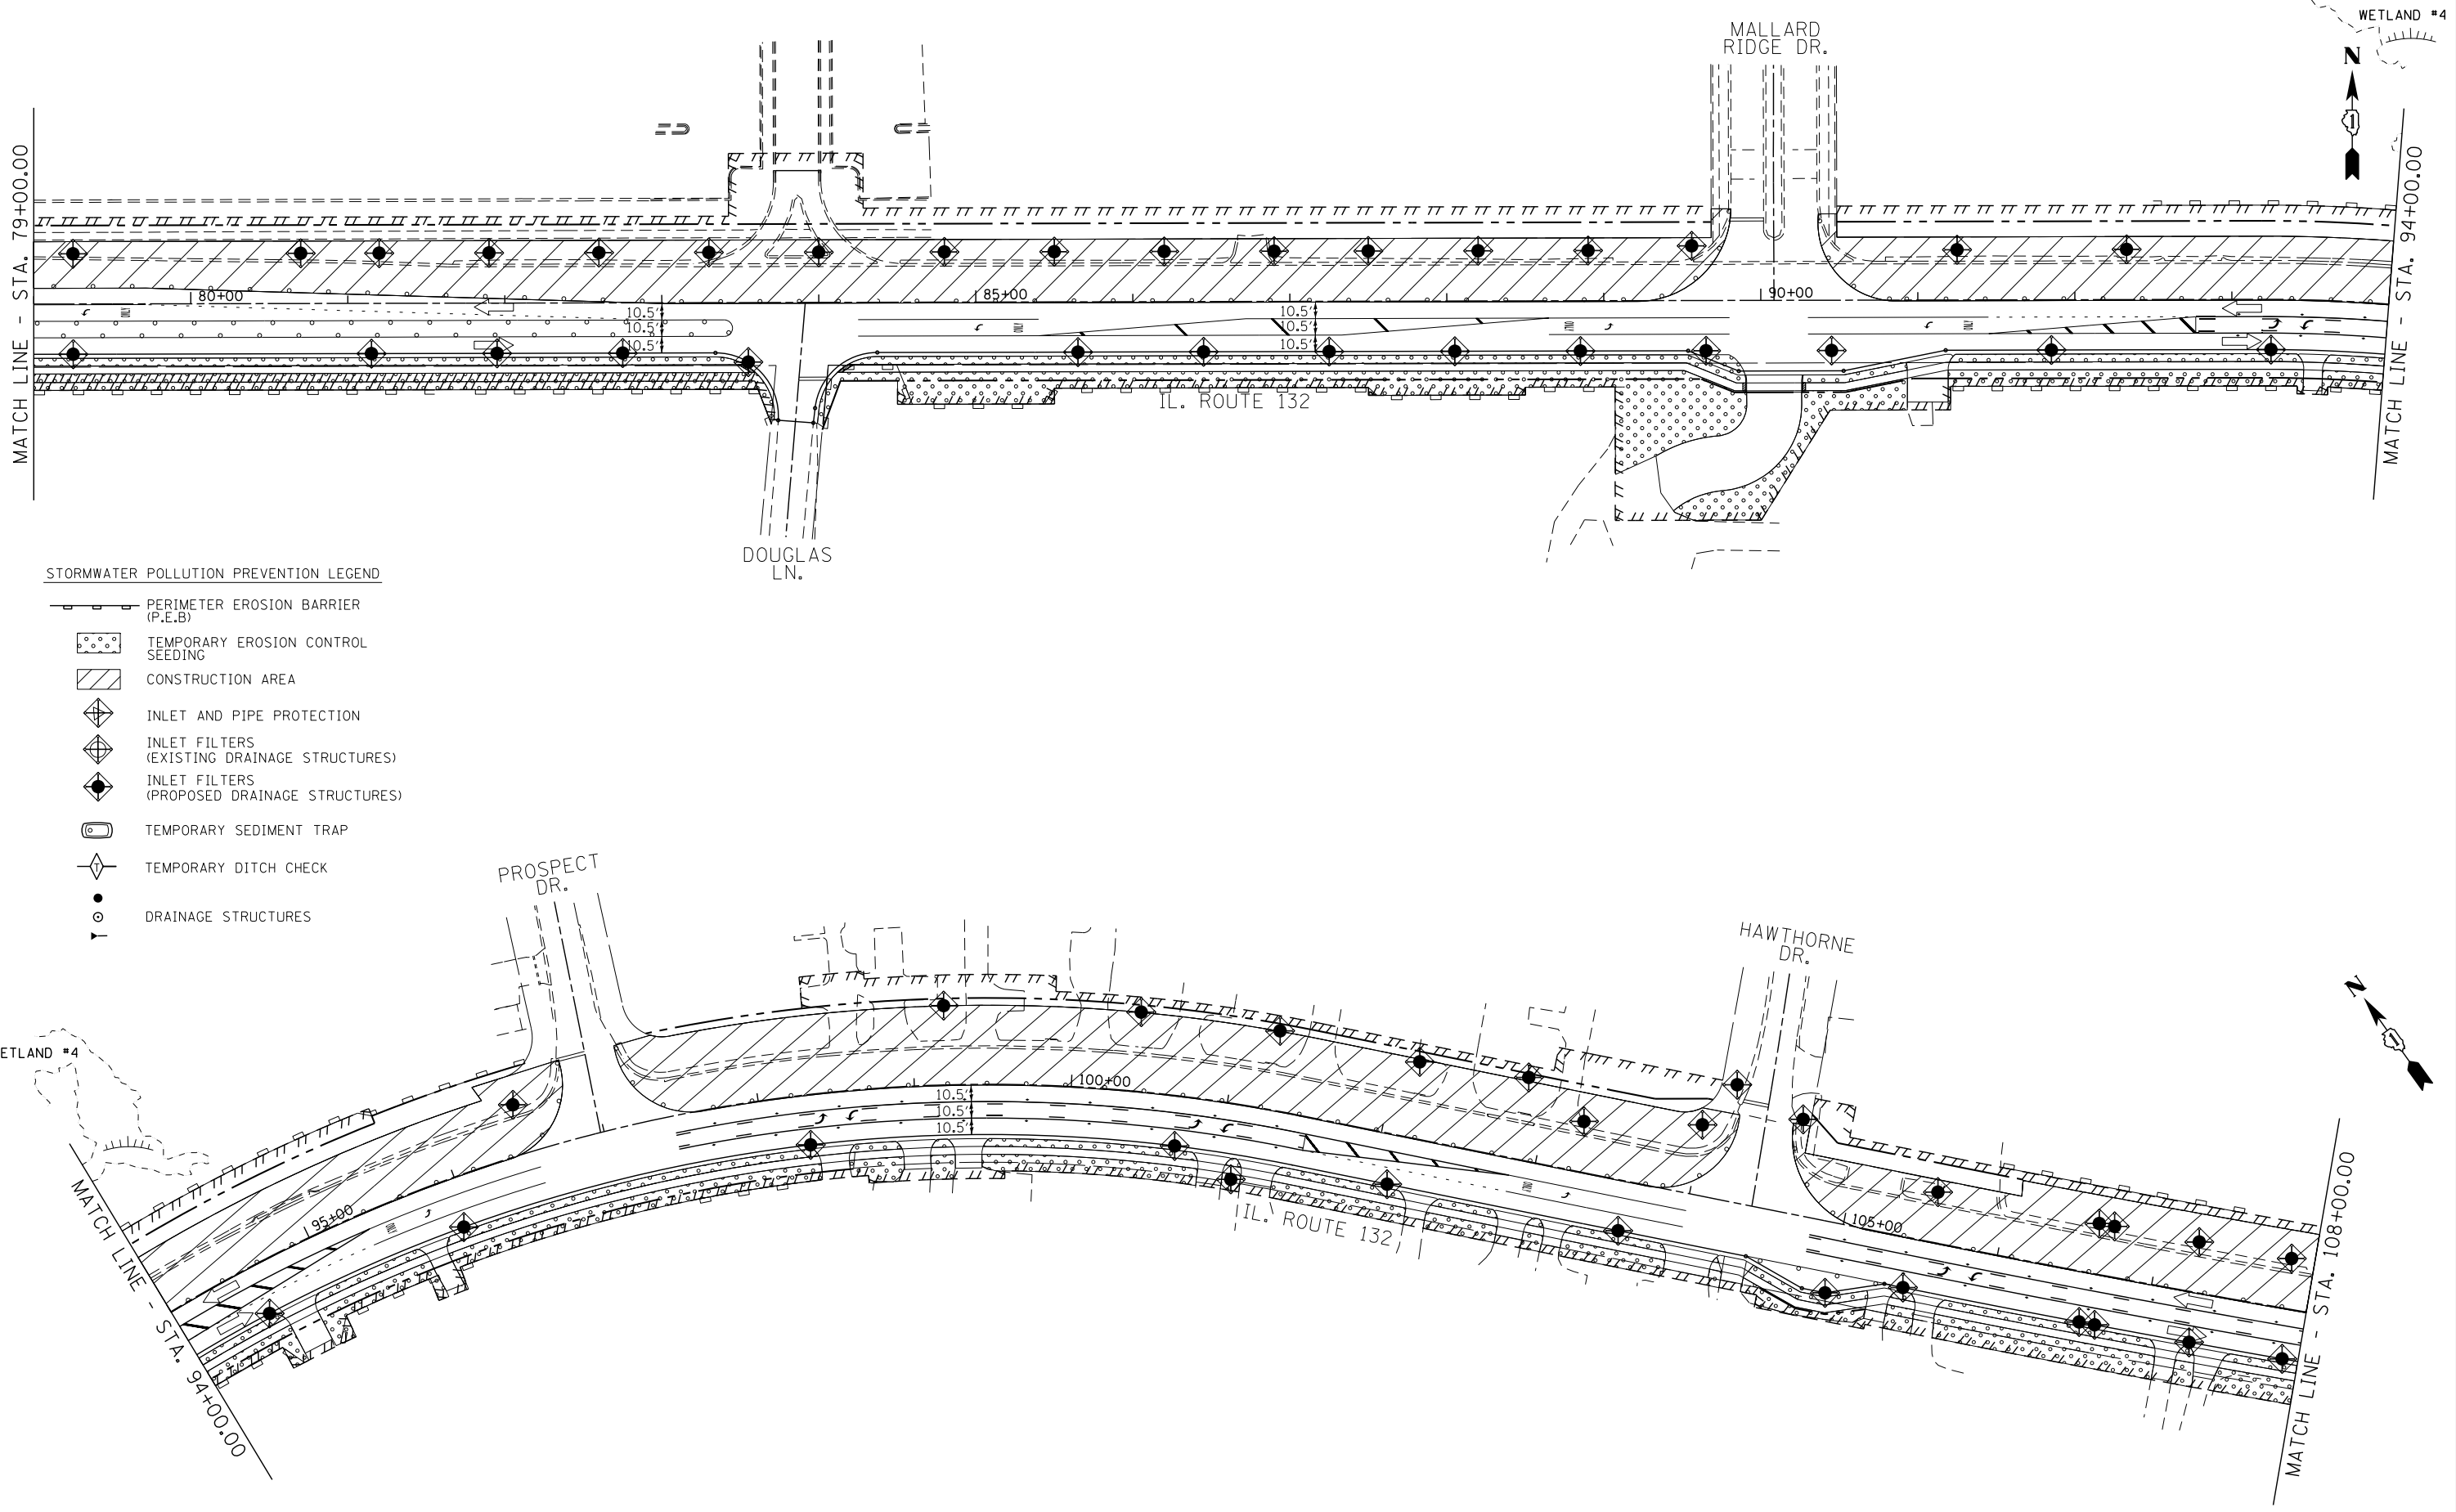 WETLAND #4
MALLARD
RIDGE DR.
N
1
MATCH LINE - STA. 79+00.00
MATCH LINE - STA. 94+00.00
80+00
85+00
90+00
10.5'
10.5'
10.5'
10.5'
10.5'
10.5'
IL. ROUTE 132
DOUGLAS
LN.
STORMWATER POLLUTION PREVENTION LEGEND
PERIMETER EROSION BARRIER
(P.E.B)
TEMPORARY EROSION CONTROL
SEEDING
CONSTRUCTION AREA
INLET AND PIPE PROTECTION
INLET FILTERS
(EXISTING DRAINAGE STRUCTURES)
INLET FILTERS
(PROPOSED DRAINAGE STRUCTURES)
TEMPORARY SEDIMENT TRAP
T
TEMPORARY DITCH CHECK
DRAINAGE STRUCTURES
PROSPECT
DR.
HAWTHORNE
DR.
N
1
ETLAND #4
MATCH LINE - STA. 94+00.00
95+00
100+00
105+00
10.5'
10.5'
10.5'
IL. ROUTE 132
MATCH LINE - STA. 108+00.00